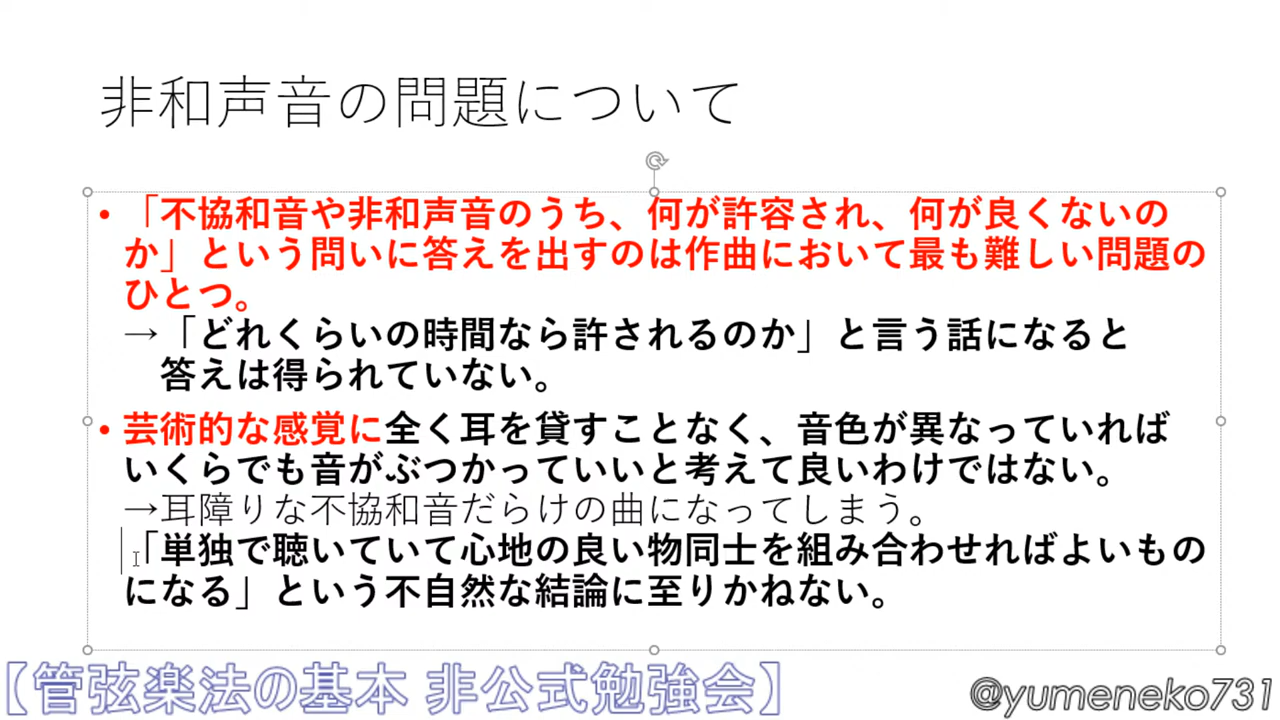 非和声音の問題について
•「不協和音や非和声音のうち、何が許容され、何が良くないの
か」という問いに答えを出すのは作曲において最も難しい問題の
ひとつ。
→「どれくらいの時間なら許されるのか」と言う話になると
答えは得られていない。
•芸術的な感覚に全く耳を貸すことなく、音色が異なっていれば
いくらでも音がぶつかっていいと考えて良いわけではない。
→耳障りな不協和音だらけの曲になってしまう。
「単独で聴いていて心地の良い物同士を組み合わせればよいもの
になる」という不自然な結論に至りかねない。
【管弦楽法の基本 非公式勉強会】
@yumeneko731